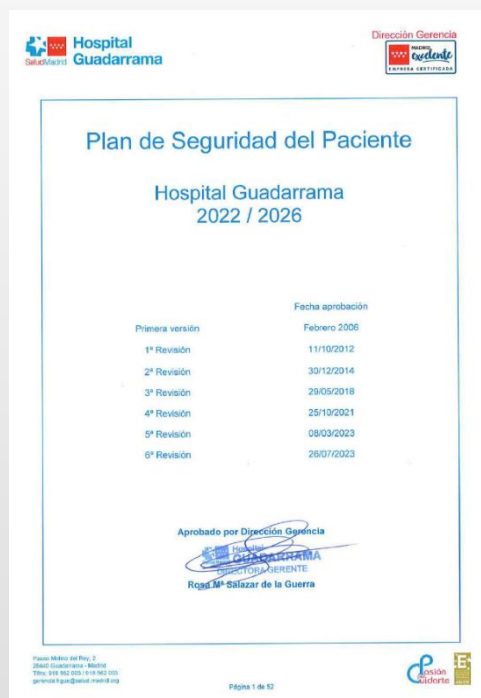 Hospital
Guadarrama
SaludMadrid
Dirección Gerencia
MADRID
excelente
EMPRESA CERTIFICADA
Plan de Seguridad del Paciente
Hospital Guadarrama
2022 / 2026
Fecha aprobación
Primera versión Febrero 2006
1ª Revisión 11/10/2012
2ª Revisión 30/12/2014
3ª Revisión 29/05/2018
4ª Revisión 25/10/2021
5ª Revisión 08/03/2023
6ª Revisión 26/07/2023
Aprobado por Dirección Gerencia
Hospital
GUADARRAMA
DIRECTORA GERENTE
Rosa Mª Salazar de la Guerra
Paseo Molino del Rey, 2
Guadarrama - Madrid
Página 1 de 52
Pasión